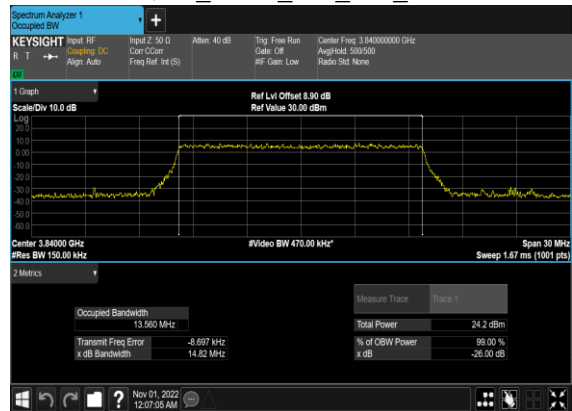 Spectrum Analyzer 1
Occupied BW
KEYSIGHT Input: RF Input Z: 50 Ω Atten: 40 dB Trig: Free Run Center Freq: 3.840000000 GHz
R T Coupling: DC Corr CCorr Gate: Off Avg|Hold: 500/500
Align: Auto Freq Ref: Int (S) #IF Gain: Low Radio Std: None
1 Graph
Scale/Div 10.0 dB Ref Lvl Offset 8.90 dB
Ref Value 30.00 dBm
Log
20.0
10.0
0.00
-10.0
-20.0
-30.0
-40.0
-50.0
-60.0
Center 3.84000 GHz #Video BW 470.00 kHz* Span 30 MHz
#Res BW 150.00 kHz Sweep 1.67 ms (1001 pts)
2 Metrics
Measure Trace Trace 1
Occupied Bandwidth
13.560 MHz Total Power 24.2 dBm
Transmit Freq Error -8.697 kHz % of OBW Power 99.00 %
x dB Bandwidth 14.82 MHz x dB -26.00 dB
? Nov 01, 2022
12:07:05 AM